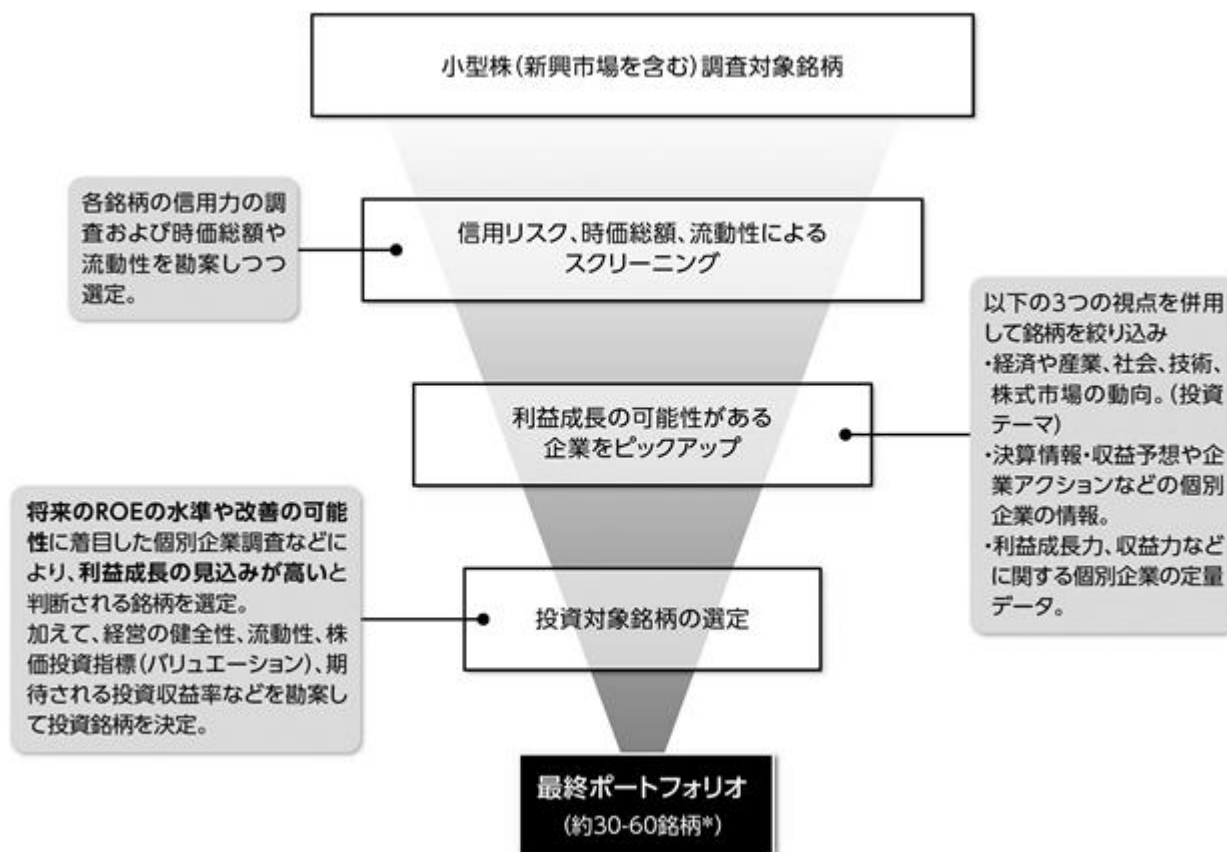 小型株(新興市場を含む)調査対象銘柄
各銘柄の信用力の調
査および時価総額や
流動性を勘案しつつ
選定。
信用リスク、時価総額、流動性による
スクリーニング
以下の3つの視点を併用
して銘柄を絞り込み
・経済や産業、社会、技術、
株式市場の動向。(投資
テーマ)
・決算情報・収益予想や企
業アクションなどの個別
企業の情報。
・利益成長力、収益力など
に関する個別企業の定量
データ。
利益成長の可能性がある
企業をピックアップ
将来のROEの水準や改善の可能
性に着目した個別企業調査などに
より、利益成長の見込みが高いと
判断される銘柄を選定。
加えて、経営の健全性、流動性、株
価投資指標(バリュエーション)、期
待される投資収益率などを勘案し
て投資銘柄を決定。
投資対象銘柄の選定
最終ポートフォリオ
(約30-60銘柄*)